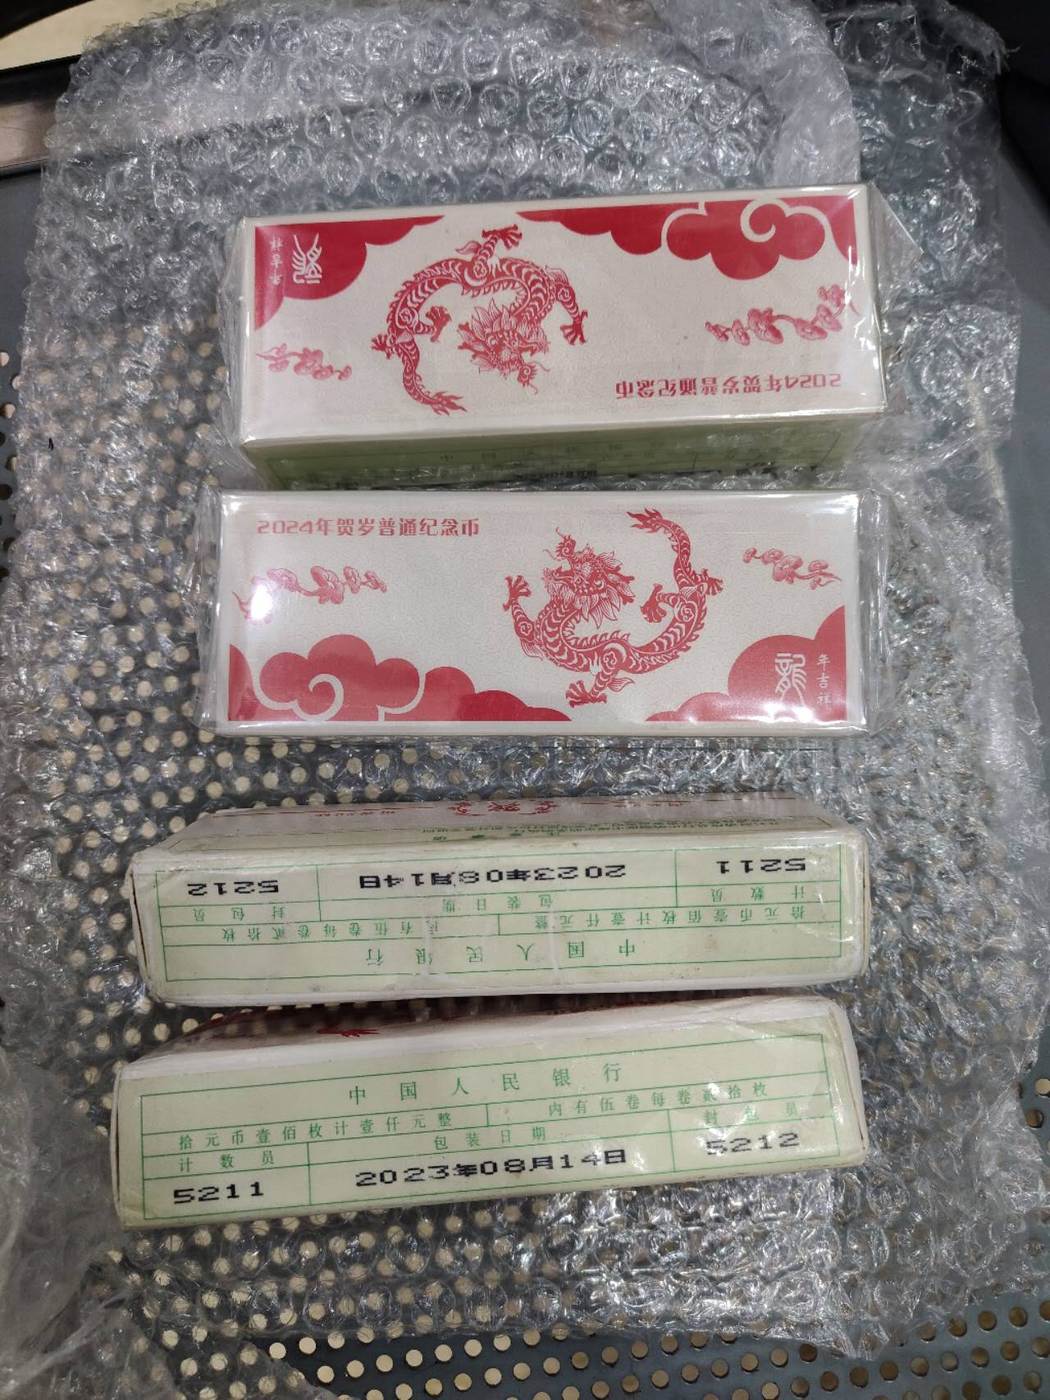 龙
年吉祥
2024年贺岁普通纪念币
2024年贺岁普通纪念币
龍
年吉祥
中国人民银行
拾元币壹佰枚计壹仟元整
内有伍卷每卷贰拾枚
计数员
包装日期
封包员
5211
2023年08月14日
5212
中国人民银行
拾元币壹佰枚计壹仟元整
内有伍卷每卷贰拾枚
计数员
包装日期
封包员
5211
2023年08月14日
5212